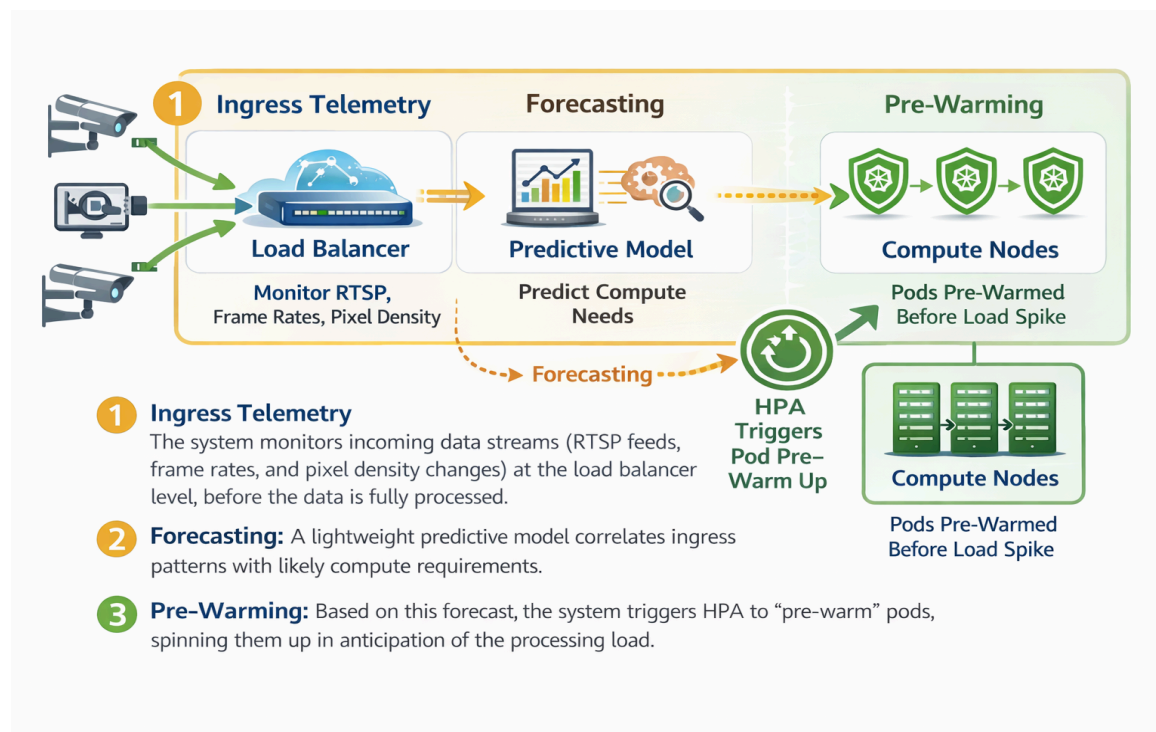 1
Ingress Telemetry
Forecasting
Pre-Warming
Load Balancer
Predictive Model
Compute Nodes
Monitor RTSP,
Frame Rates, Pixel Density
Predict Compute
Needs
Pods Pre-Warmed
Before Load Spike
Forecasting
HPA
Triggers
Pod Pre-
Warm Up
Compute Nodes
Pods Pre-Warmed
Before Load Spike
1 Ingress Telemetry
The system monitors incoming data streams (RTSP feeds,
frame rates, and pixel density changes) at the load balancer
level, before the data is fully processed.
2 Forecasting: A lightweight predictive model correlates ingress
patterns with likely compute requirements.
3 Pre-Warming: Based on this forecast, the system triggers HPA to “pre-warm” pods,
spinning them up in anticipation of the processing load.